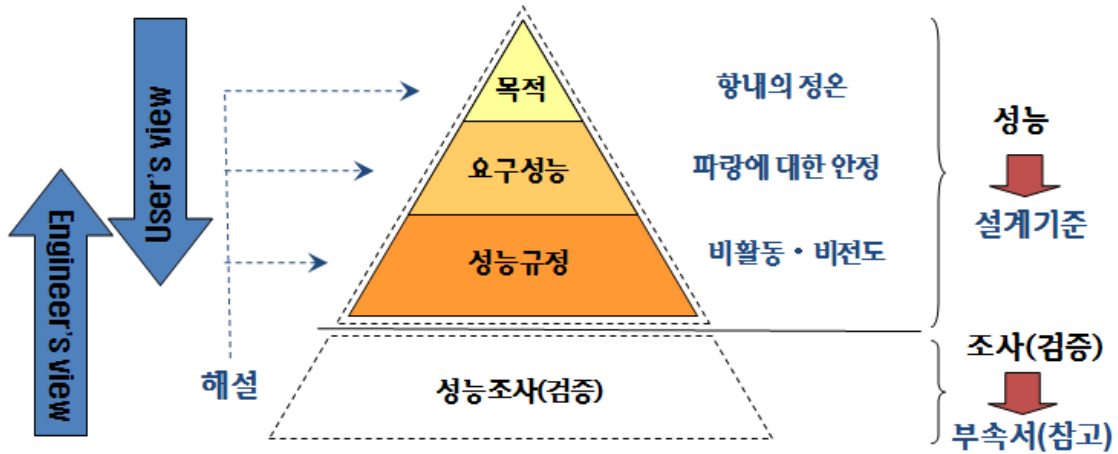 User's view
Engineer's view
목적
요구성능
성능규정
성능조사(검증)
해설
항내의 정온
파랑에 대한 안정
비활동・비전도
성능
설계기준
조사(검증)
부속서(참고)